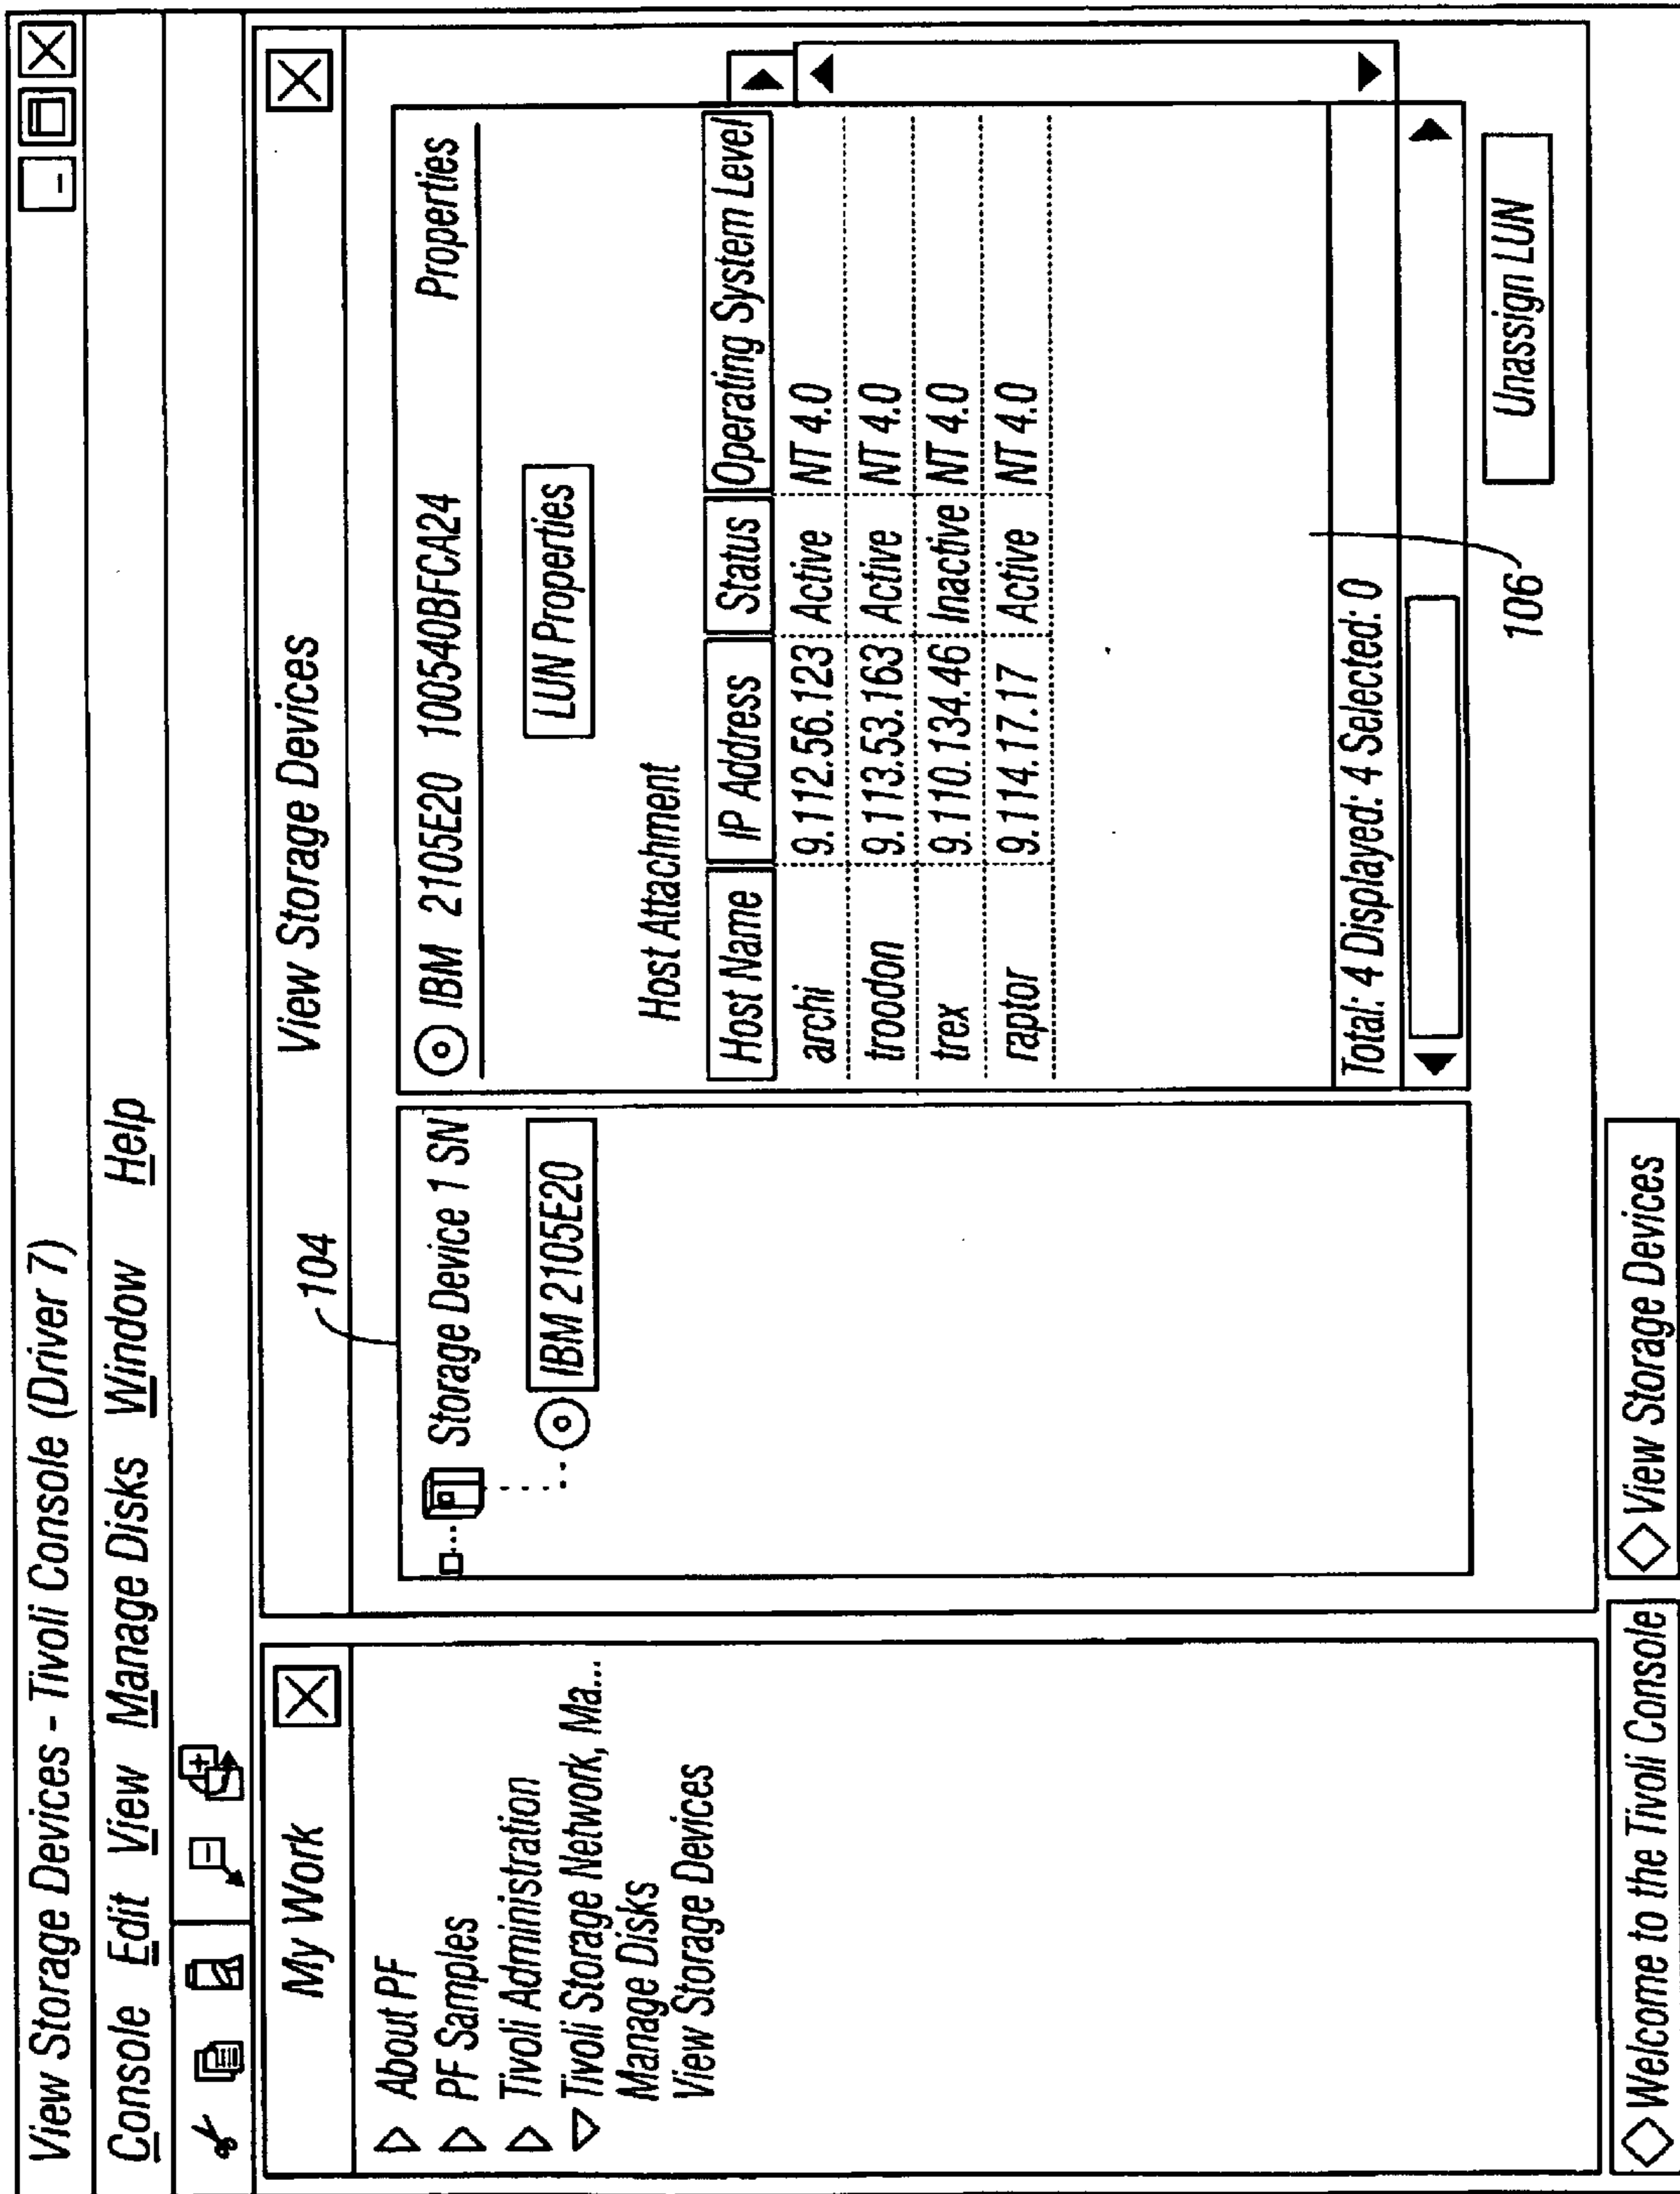 View Storage Devices - Tivoli Console (Driver 7)
Console Edit View Manage Disks Window Help
My Work
About PF
PF Samples
Tivoli Administration
Tivoli Storage Network, Ma...
Manage Disks
View Storage Devices
View Storage Devices
104
Storage Device 1 SN
IBM 2105E20
IBM 2105E20 100540BFCA24 Properties
LUN Properties
Host Attachment
Host Name IP Address Status Operating System Level
archi 9.112.56.123 Active NT 4.0
troodon 9.113.53.163 Active NT 4.0
trex 9.110.134.46 Inactive NT 4.0
raptor 9.114.17.17 Active NT 4.0
Total: 4 Displayed: 4 Selected: 0
106
Unassign LUN
Welcome to the Tivoli Console
View Storage Devices